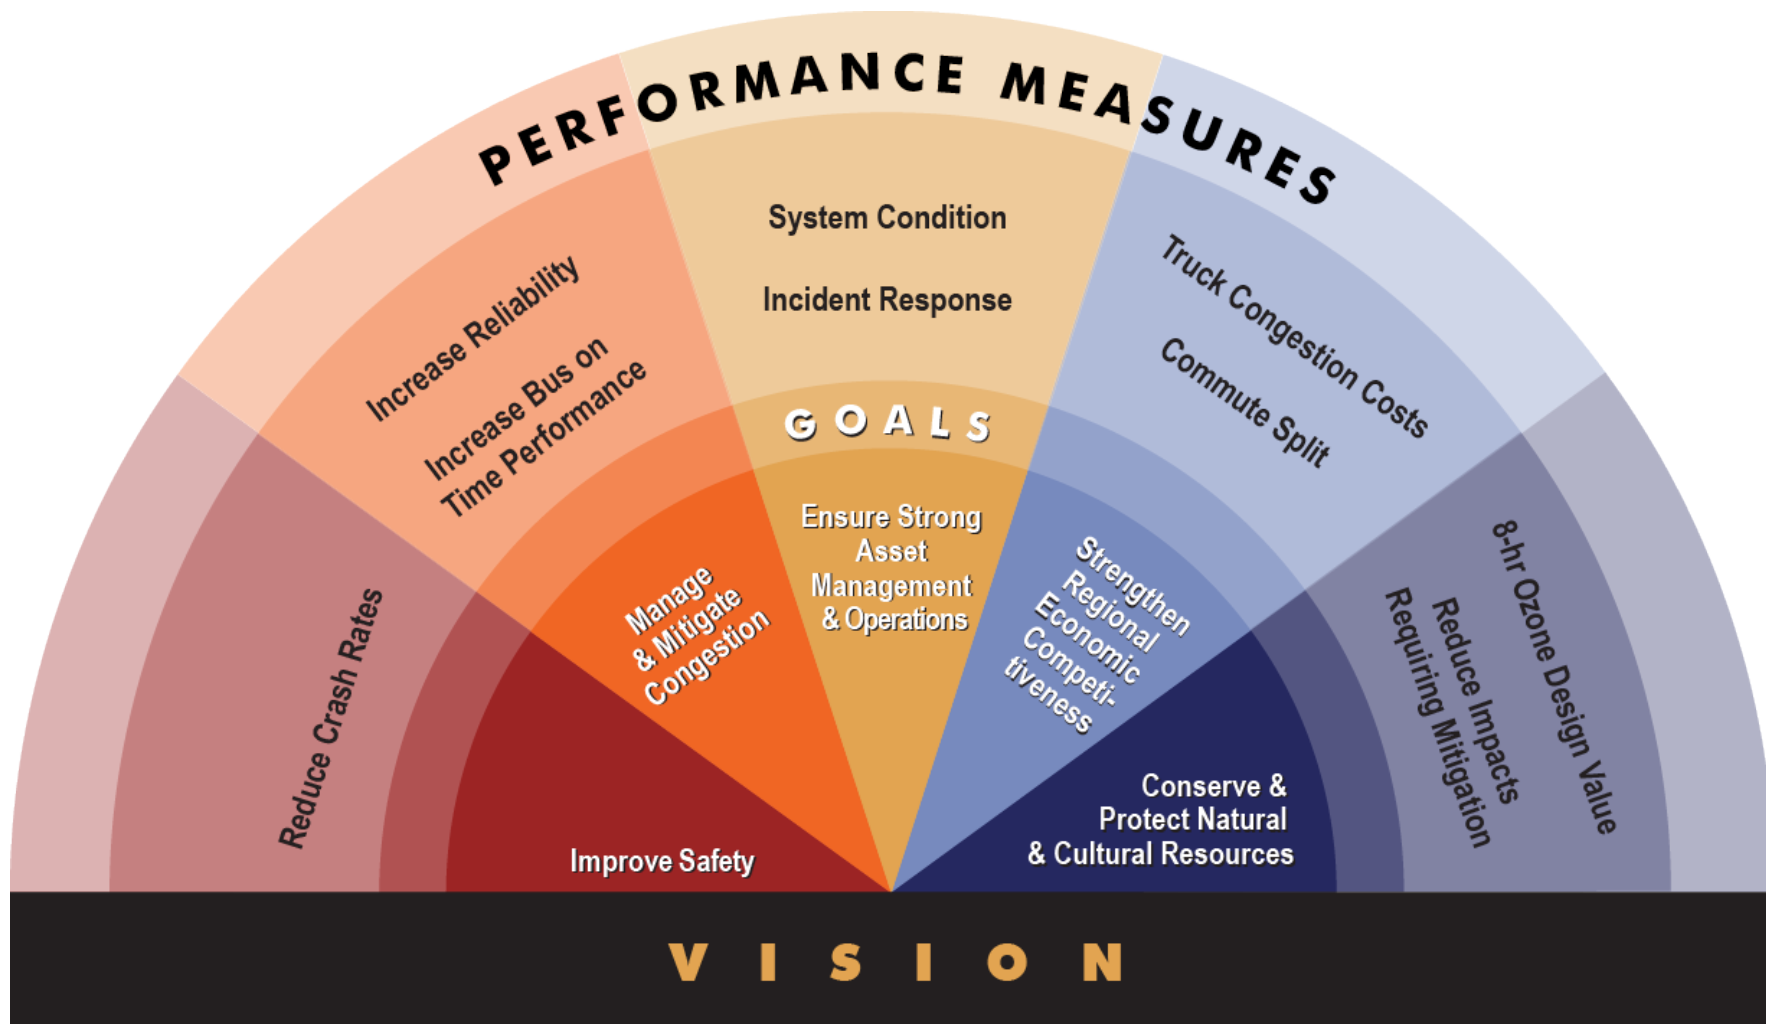 PERFORMANCE MEASURES
Reduce Crash Rates
Increase Reliability
Increase Bus on
Time Performance
System Condition
Incident Response
Truck Congestion Costs
Commute Split
8-hr Ozone Design Value
Reduce Impacts
Requiring Mitigation
GOALS
Improve Safety
Manage
& Mitigate
Congestion
Ensure Strong
Asset
Management
& Operations
Strengthen
Regional
Economic
Competi-
tiveness
Conserve &
Protect Natural
& Cultural Resources
VISION